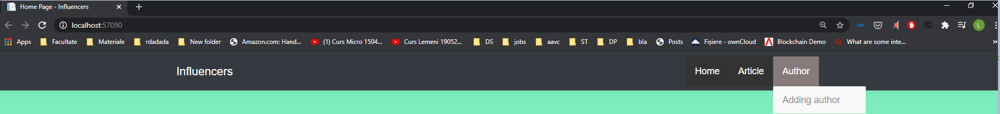 Home Page - Influencers
localhost:57090
L
Apps Facultate Materiale rdadada New folder Amazon.com: Hand... (1) Curs Micro 1504... Curs Lemeni 19052... DS jobs aavc ST DP bla Posts Fișiere - ownCloud Blockchain Demo Q What are some inte... »
Influencers Home Article Author
Adding author